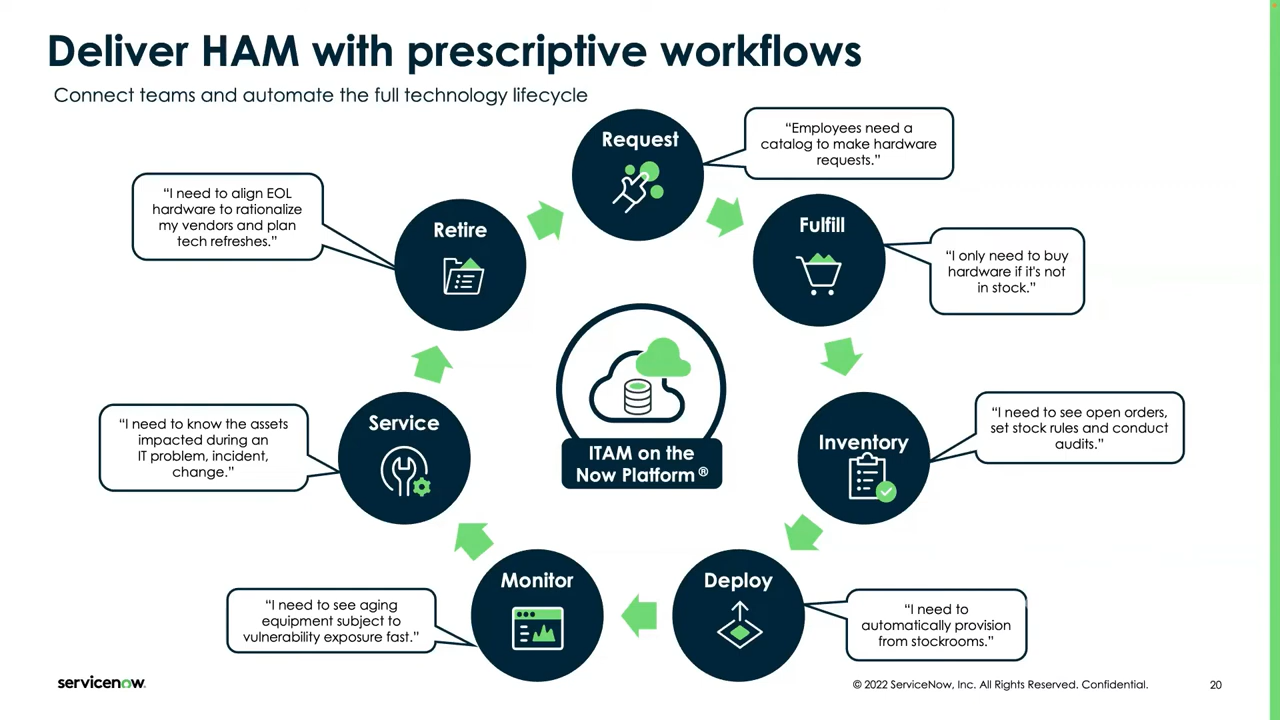 Deliver HAM with prescriptive workflows
Connect teams and automate the full technology lifecycle
Request
“Employees need a
catalog to make hardware
requests.”
Fulfill
“I only need to buy
hardware if it's not
in stock.”
Inventory
“I need to see open orders,
set stock rules and conduct
audits.”
Deploy
“I need to
automatically provision
from stockrooms.”
Monitor
“I need to see aging
equipment subject to
vulnerability exposure fast.”
Service
“I need to know the assets
impacted during an
IT problem, incident,
change.”
Retire
“I need to align EOL
hardware to rationalize
my vendors and plan
tech refreshes.”
ITAM on the
Now Platform®
servicenow.
© 2022 ServiceNow, Inc. All Rights Reserved. Confidential.
20